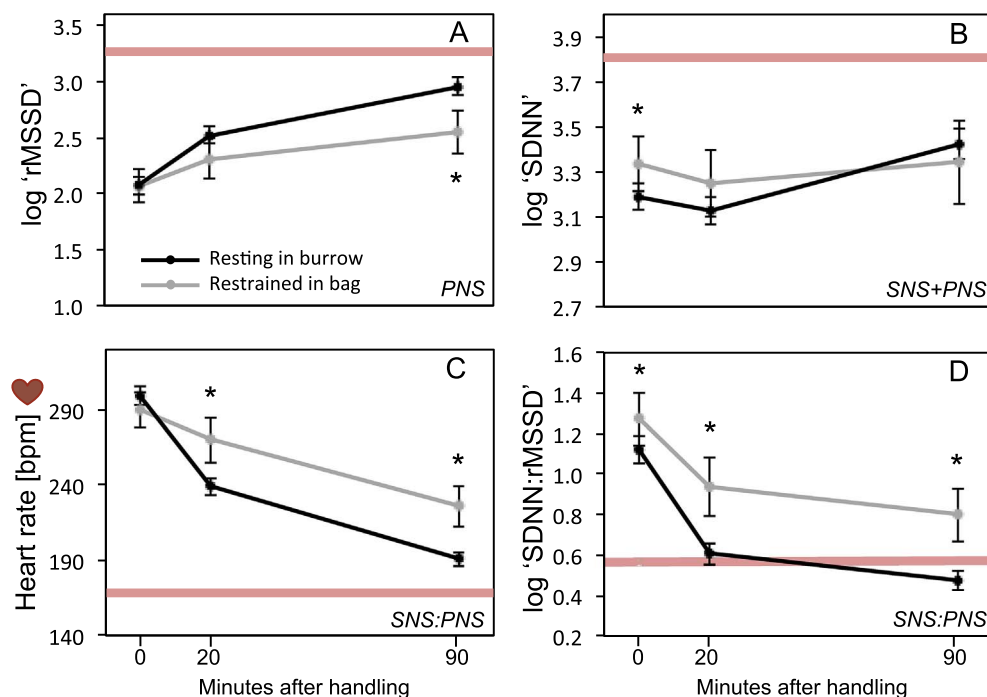 A
log ‘rMSSD’
3.5
3.0
2.5
2.0
1.5
1.0
*
Resting in burrow
Restrained in bag
PNS
B
log ‘SDNN’
3.9
3.7
3.5
3.3
3.1
2.9
2.7
*
SNS+PNS
C
Heart rate [bpm]
290
240
190
140
*
*
SNS:PNS
0
20
90
Minutes after handling
D
log ‘SDNN:rMSSD’
1.6
1.4
1.2
1.0
0.8
0.6
0.4
0.2
*
*
*
SNS:PNS
0
20
90
Minutes after handling